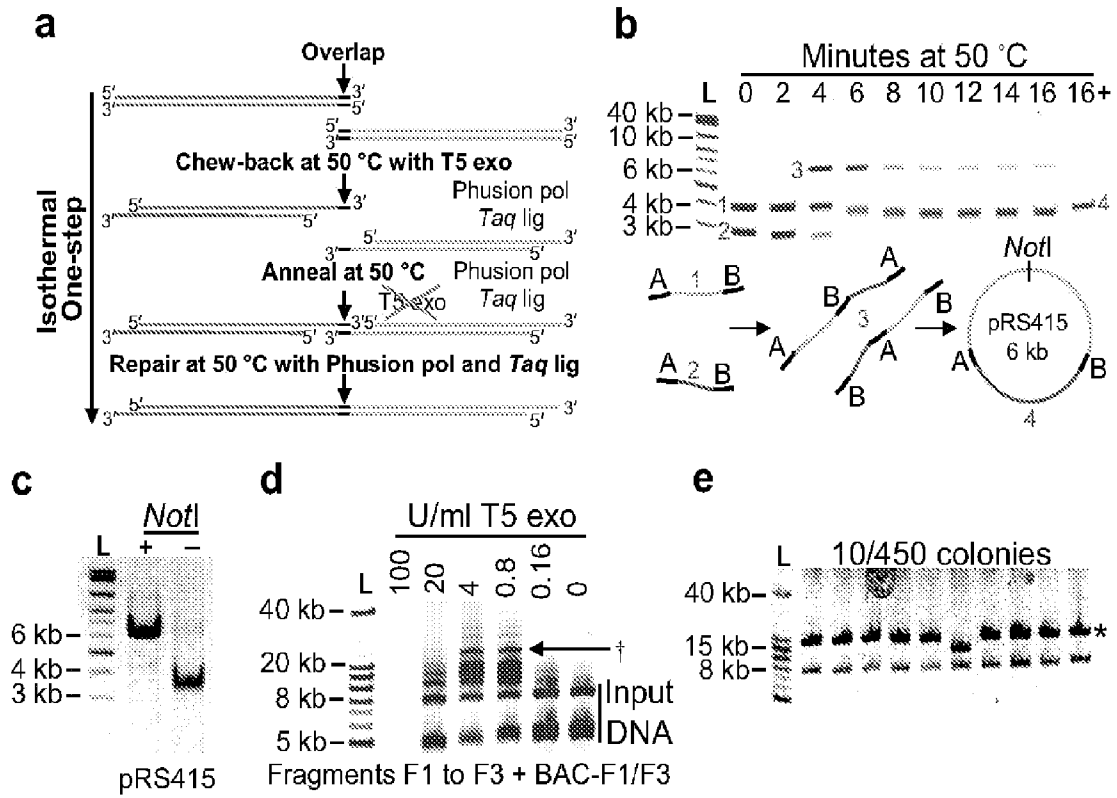 a
Overlap
5′ 3′
3′ 5′
5′ 3′
3′ 5′
Chew-back at 50 °C with T5 exo
5′ 3′
3′ 5′
Phusion pol
Taq lig
5′ 3′
3′ 5′
Anneal at 50 °C
Phusion pol
Taq lig
T5 exo
5′ 3′5′ 3′
3′ 5′ 3′ 5′
Repair at 50 °C with Phusion pol and Taq lig
5′ 3′
3′ 5′
Isothermal
One-step
b
Minutes at 50 °C
L 0 2 4 6 8 10 12 14 16 16+
40 kb
10 kb
6 kb
4 kb
3 kb
3
1
2
4
A 1 B
A 2 B
A
B
A
3
B
A
B
NotI
pRS415
6 kb
A B
4
c
NotI
L + –
6 kb
4 kb
3 kb
pRS415
d
U/ml T5 exo
L 100 20 4 0.8 0.16 0
40 kb
20 kb
8 kb
5 kb
†
Input
DNA
Fragments F1 to F3 + BAC-F1/F3
e
L 10/450 colonies
40 kb
15 kb
8 kb
*